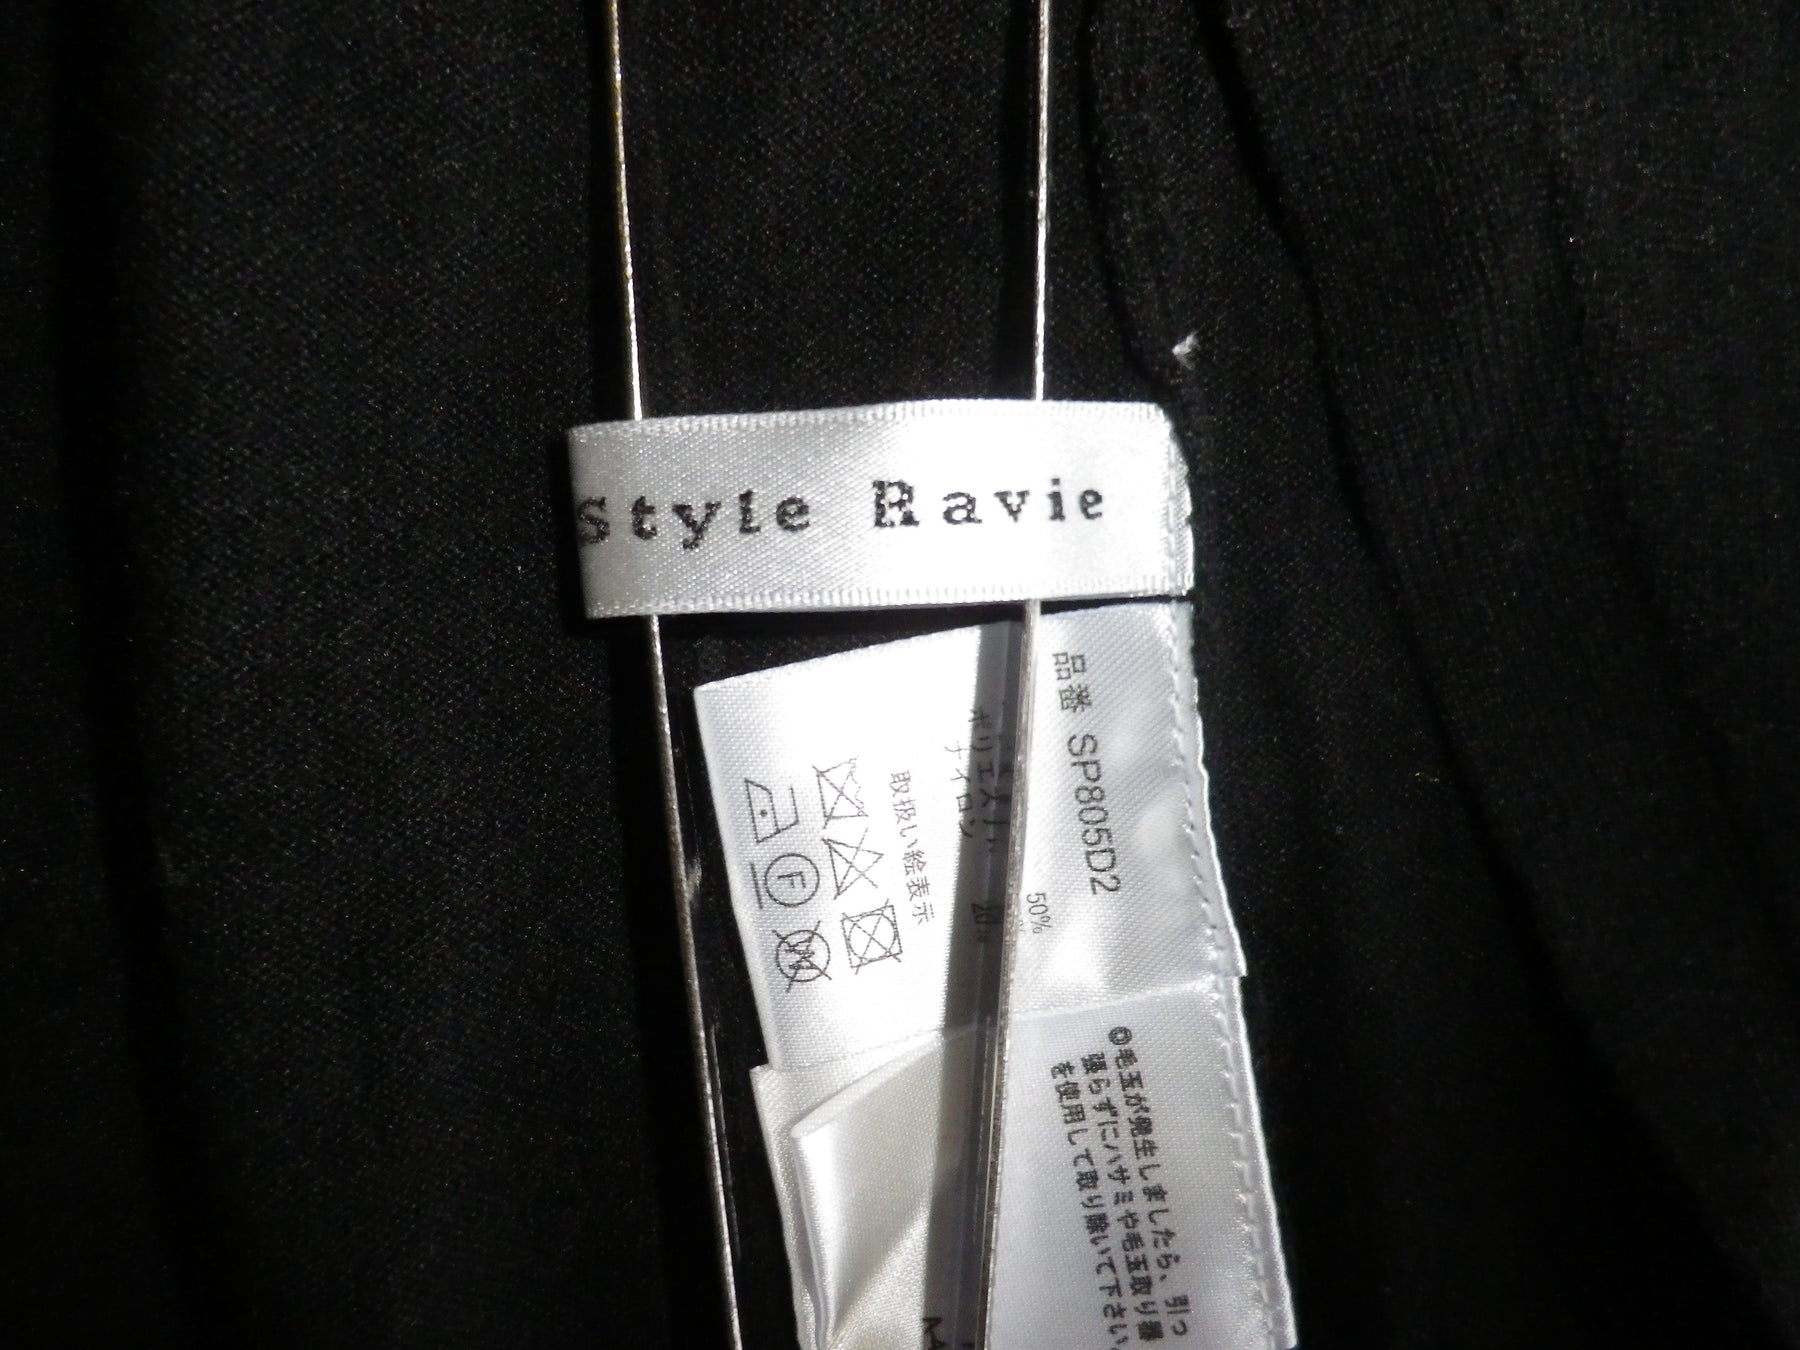 Style Ravie
品番 SP805D2
50%
ポリエステル
ナイロン 20%
取扱い絵表示
F
W
◎毛玉が発生しましたら、引っ
張らずにハサミや毛玉取り器
を使用して取り除いて下さい。